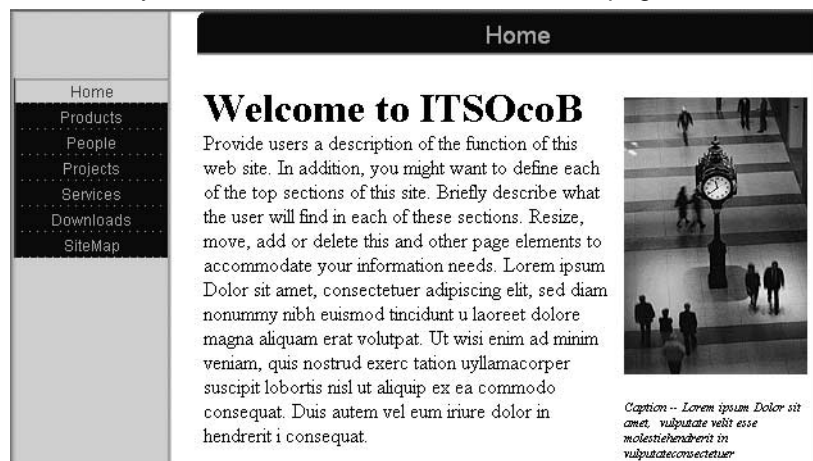 Home
Home
Products
People
Projects
Services
Downloads
SiteMap
Welcome to ITSOcoB
Provide users a description of the function of this
web site. In addition, you might want to define each
of the top sections of this site. Briefly describe what
the user will find in each of these sections. Resize,
move, add or delete this and other page elements to
accommodate your information needs. Lorem ipsum
Dolor sit amet, consectetuer adipiscing elit, sed diam
nonummy nibh euismod tincidunt u laoreet dolore
magna aliquam erat volutpat. Ut wisi enim ad minim
veniam, quis nostrud exerc tation uyllamacorper
suscipit lobortis nisl ut aliquip ex ea commodo
consequat. Duis autem vel eum iriure dolor in
hendrerit i consequat.
Caption -- Lorem ipsum Dolor sit
amet, vulputate velit esse
molestiehendrerit in
vulputateconsectetuer